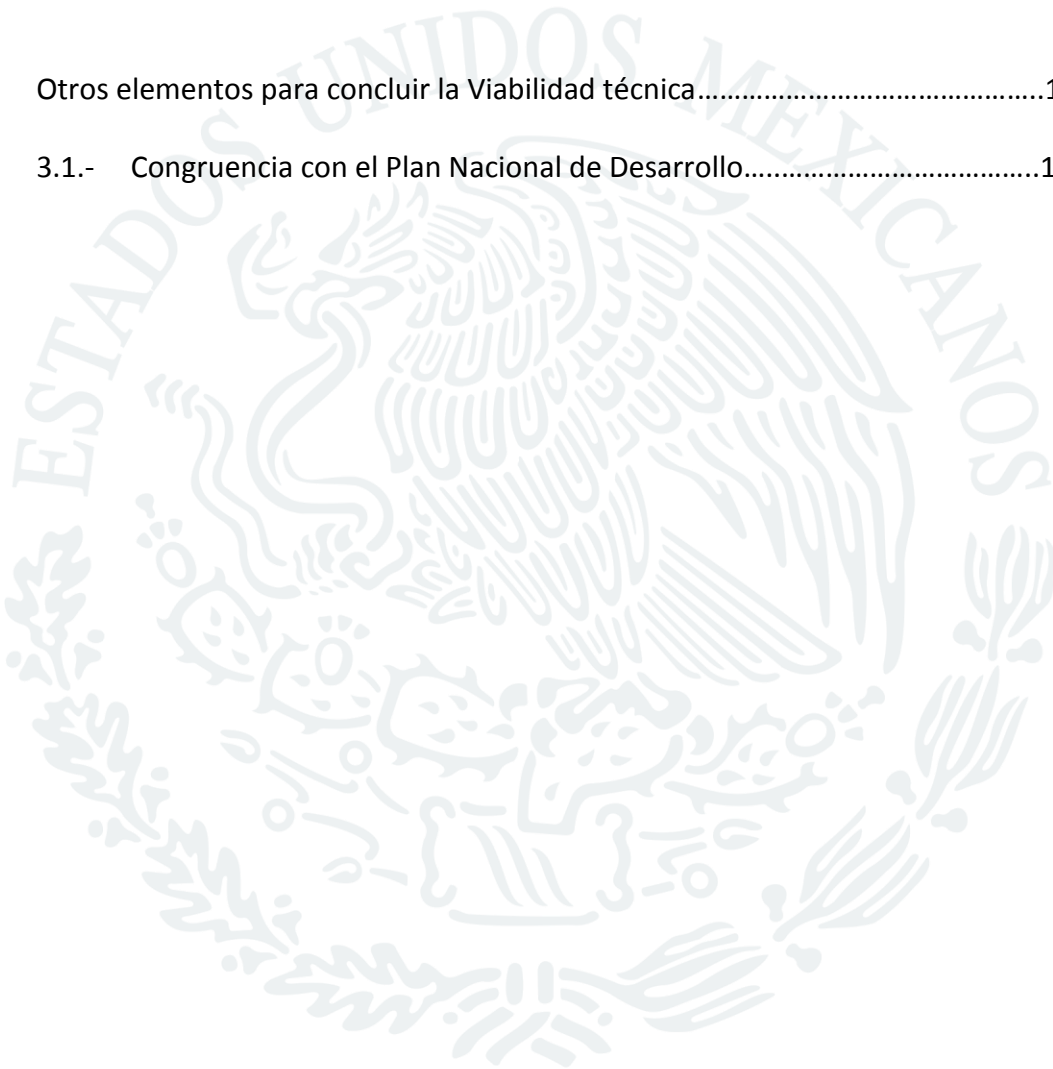 Otros elementos para concluir la Viabilidad técnica……………………………………..1
3.1.- Congruencia con el Plan Nacional de Desarrollo…..…………………………..1
ESTADOS UNIDOS MEXICANOS